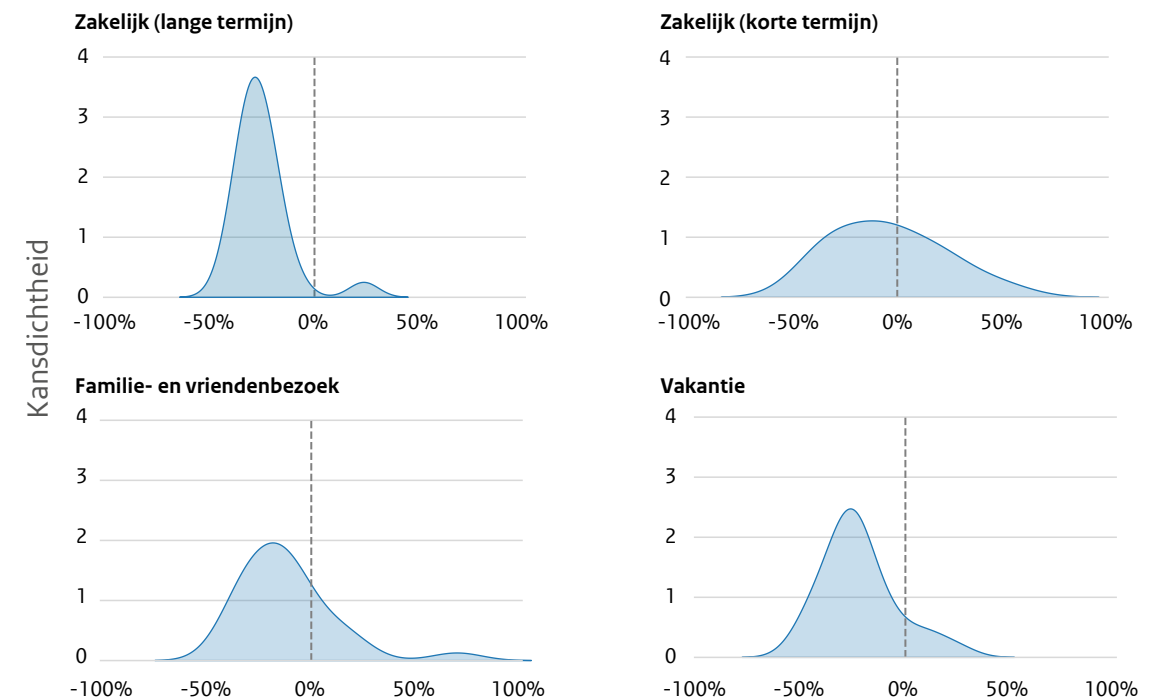 Zakelijk (lange termijn)
4
3
2
1
0
-100% -50% 0% 50% 100%
Zakelijk (korte termijn)
4
3
2
1
0
-100% -50% 0% 50% 100%
Kansdichtheid
Familie- en vriendenbezoek
4
3
2
1
0
-100% -50% 0% 50% 100%
Vakantie
4
3
2
1
0
-100% -50% 0% 50% 100%